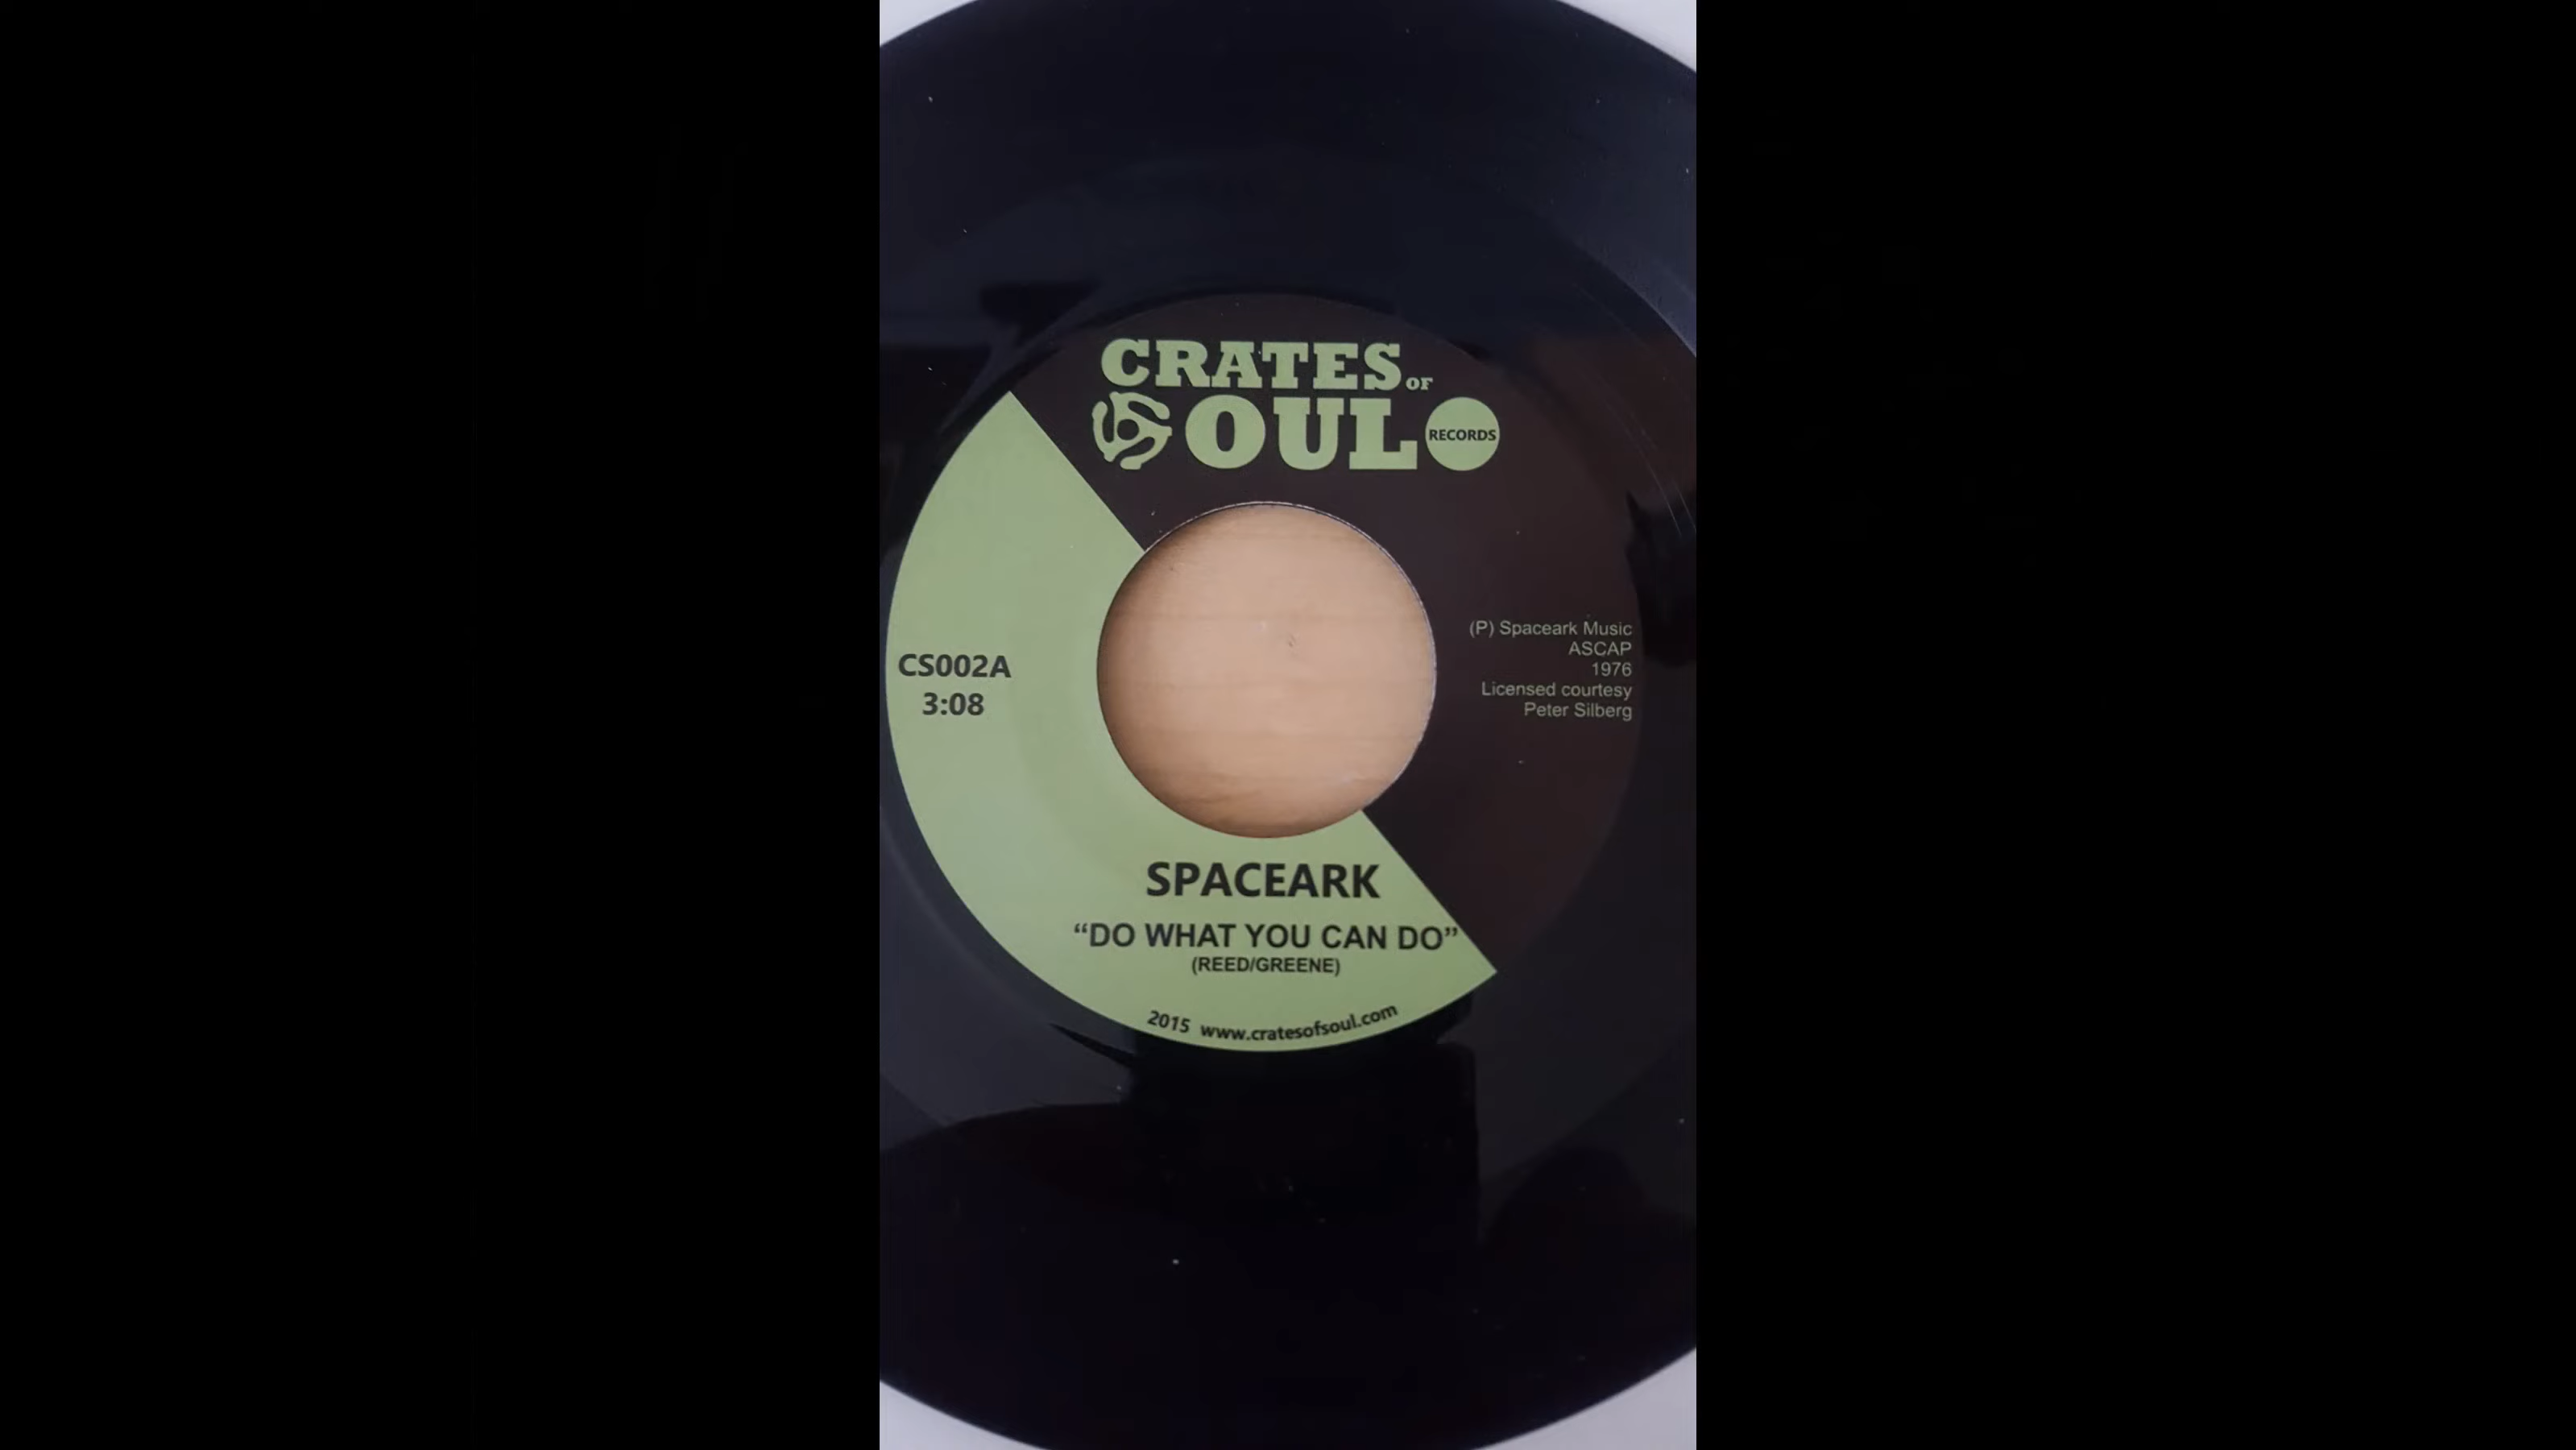 CRATES OF
SOUL RECORDS
(P) Spaceark Music
ASCAP
1976
Licensed courtesy
Peter Silberg
CS002A
3:08
SPACEARK
“DO WHAT YOU CAN DO”
(REED/GREENE)
2015 www.cratesofsoul.com